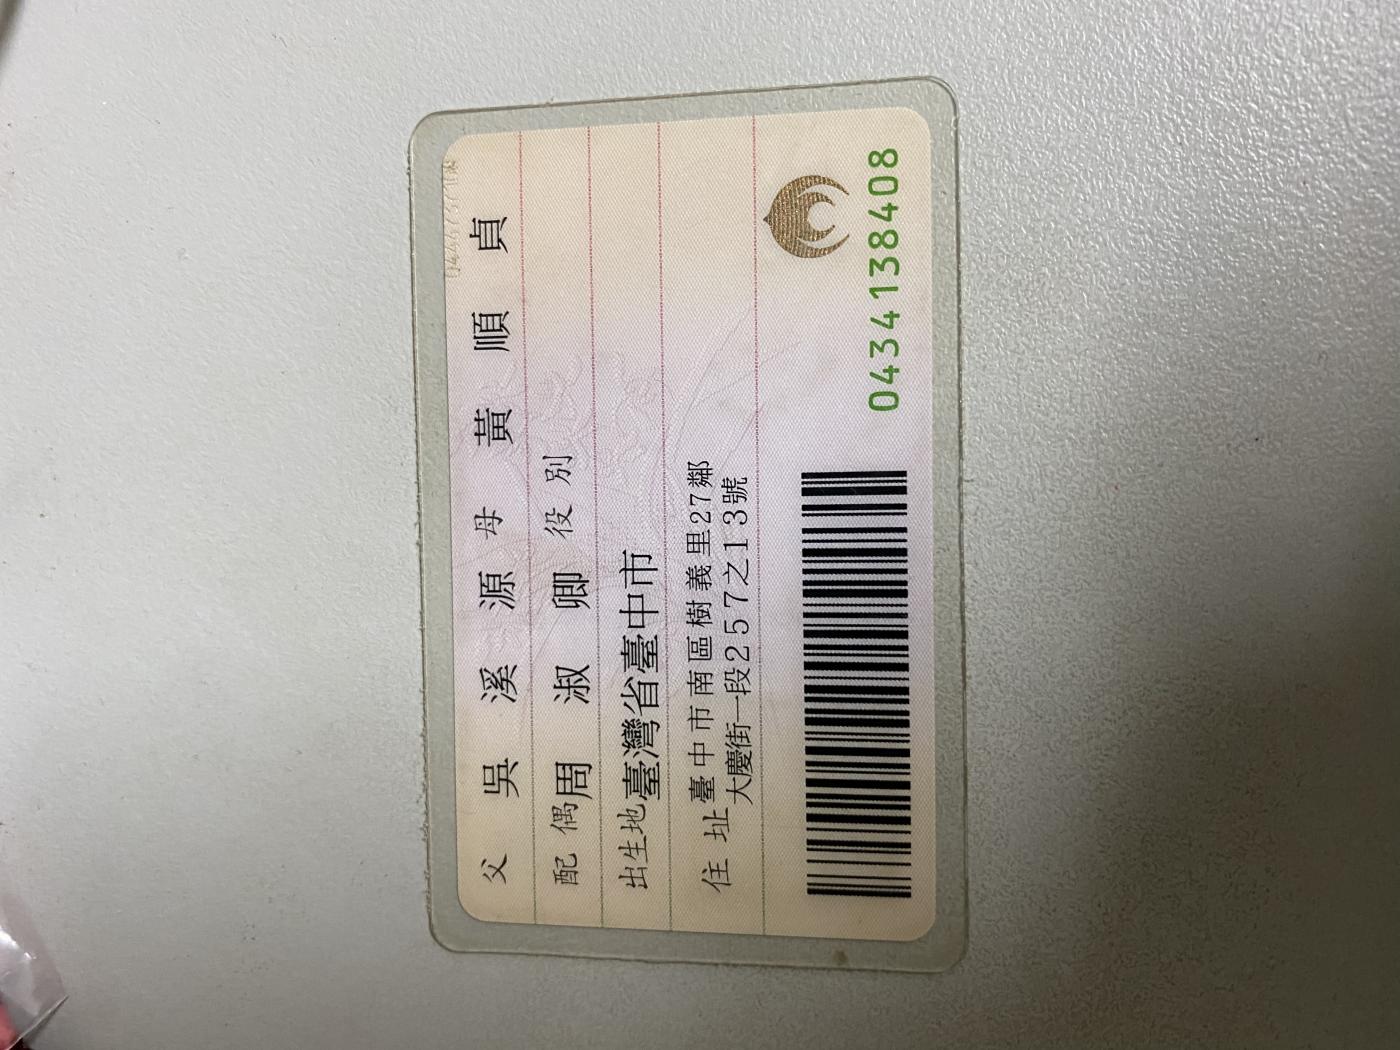 父 吳溪源 母 黃順貞
配偶 周淑卿 役別
出生地 臺灣省臺中市
住址 臺中市南區樹義里27鄰
大慶街一段257之13號
0434138408